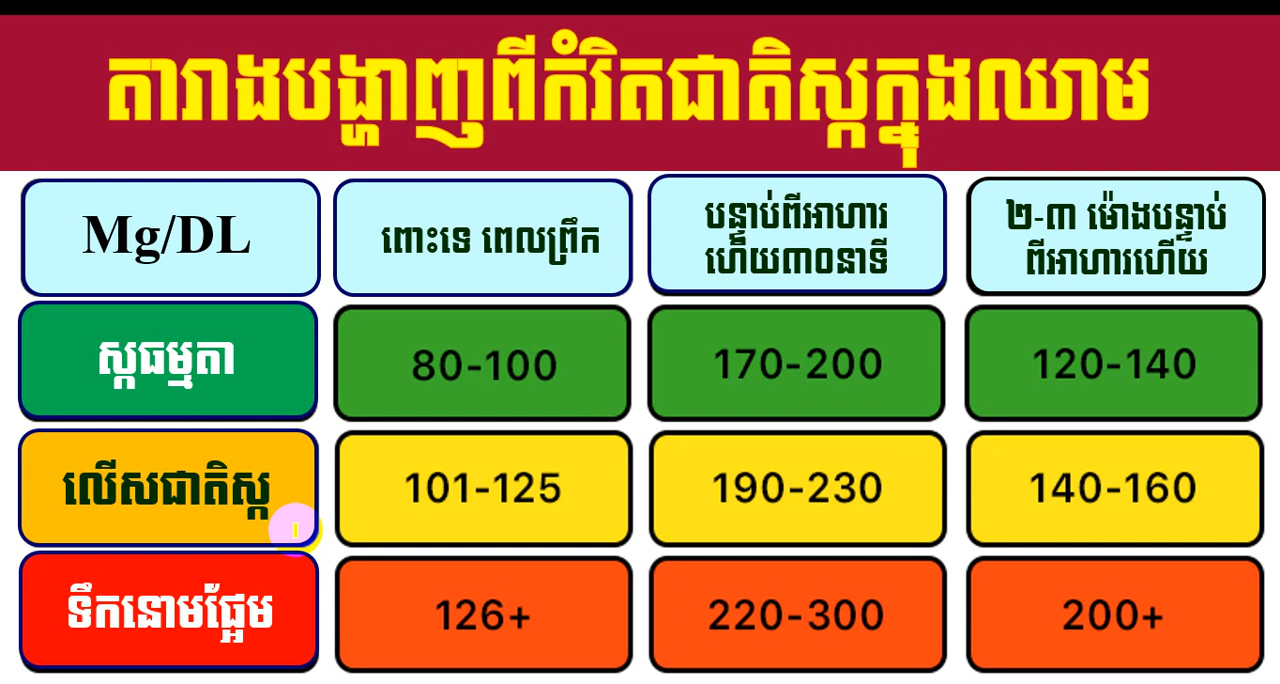 តារាងបង្ហាញពីកំរិតជាតិស្ករក្នុងឈាម
Mg/DL
ពោះទេ ពេលព្រឹក
បន្ទាប់ពីអាហារ
ហើយ៣០នាទី
២-៣ ម៉ោងបន្ទាប់
ពីអាហារហើយ
ស្កធម្មតា
80-100
170-200
120-140
លើសជាតិស្ក
101-125
190-230
140-160
ទឹកនោមផ្អែម
126+
220-300
200+